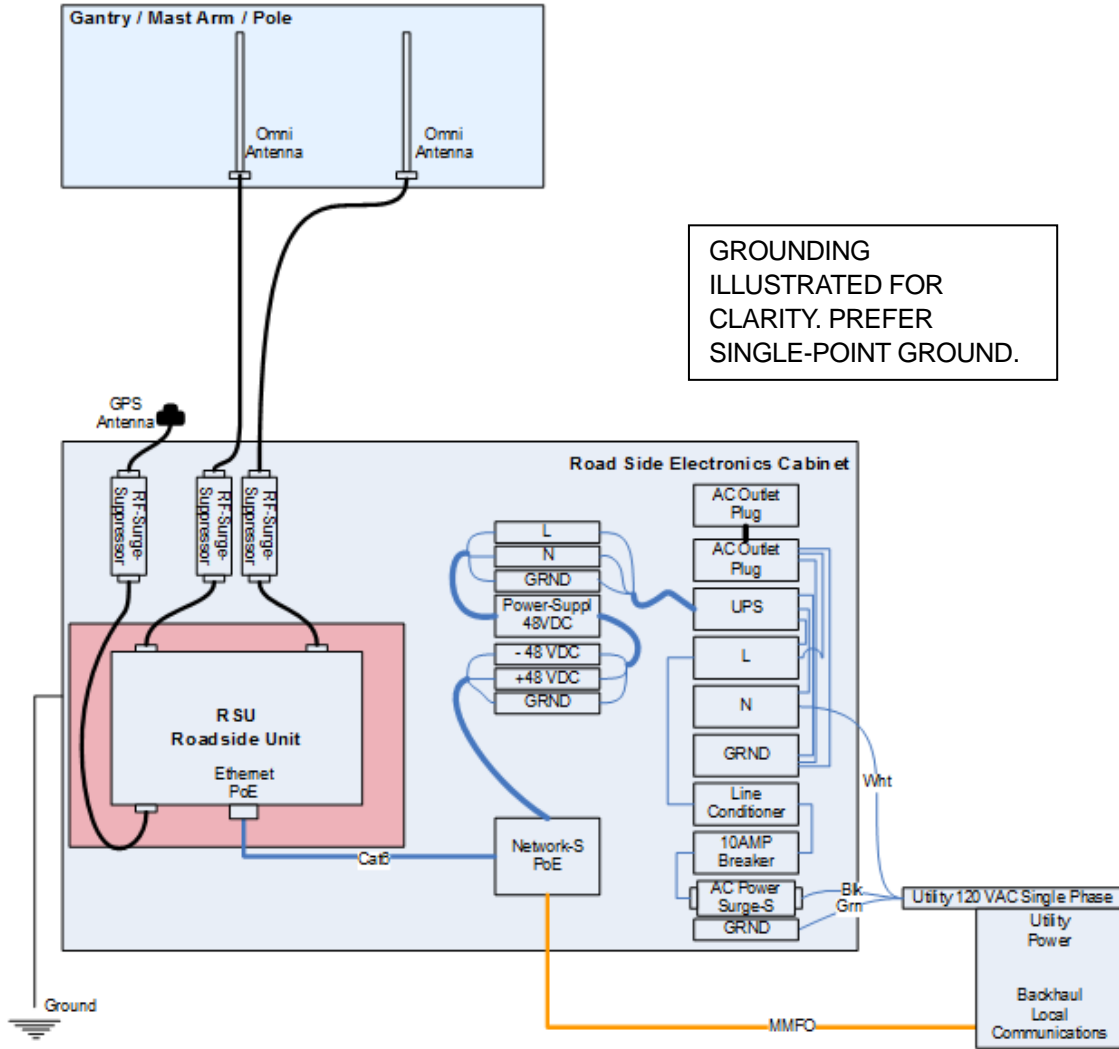 Gantry / Mast Arm / Pole
Omni
Antenna
Omni
Antenna
GROUNDING
ILLUSTRATED FOR
CLARITY. PREFER
SINGLE-POINT GROUND.
GPS
Antenna
Road Side Electronics Cabinet
RF-Surge-
Suppressor
RF-Surge-
Suppressor
RF-Surge-
Suppressor
L
N
GRND
Power-Suppl
48VDC
- 48 VDC
+48 VDC
GRND
AC Outlet
Plug
AC Outlet
Plug
UPS
L
N
GRND
Line
Conditioner
10AMP
Breaker
AC Power
Surge-S
GRND
RSU
Roadside Unit
Ethernet
PoE
Cat6
Network-S
PoE
Wht
Blk
Grn
Utility 120 VAC Single Phase
Utility
Power
Backhaul
Local
Communications
MMFO
Ground